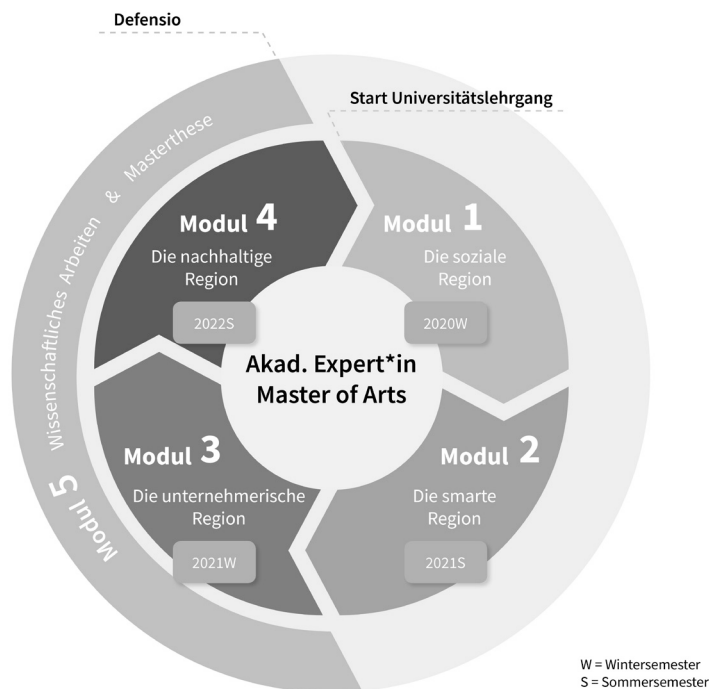 Defensio
Start Universitätslehrgang
Modul 4
Die nachhaltige
Region
2022S
Modul 1
Die soziale
Region
2020W
Akad. Expert*in
Master of Arts
Modul 3
Die unternehmerische
Region
2021W
Modul 2
Die smarte
Region
2021S
Modul 5 Wissenschaftliches Arbeiten & Masterthese
W = Wintersemester
S = Sommersemester